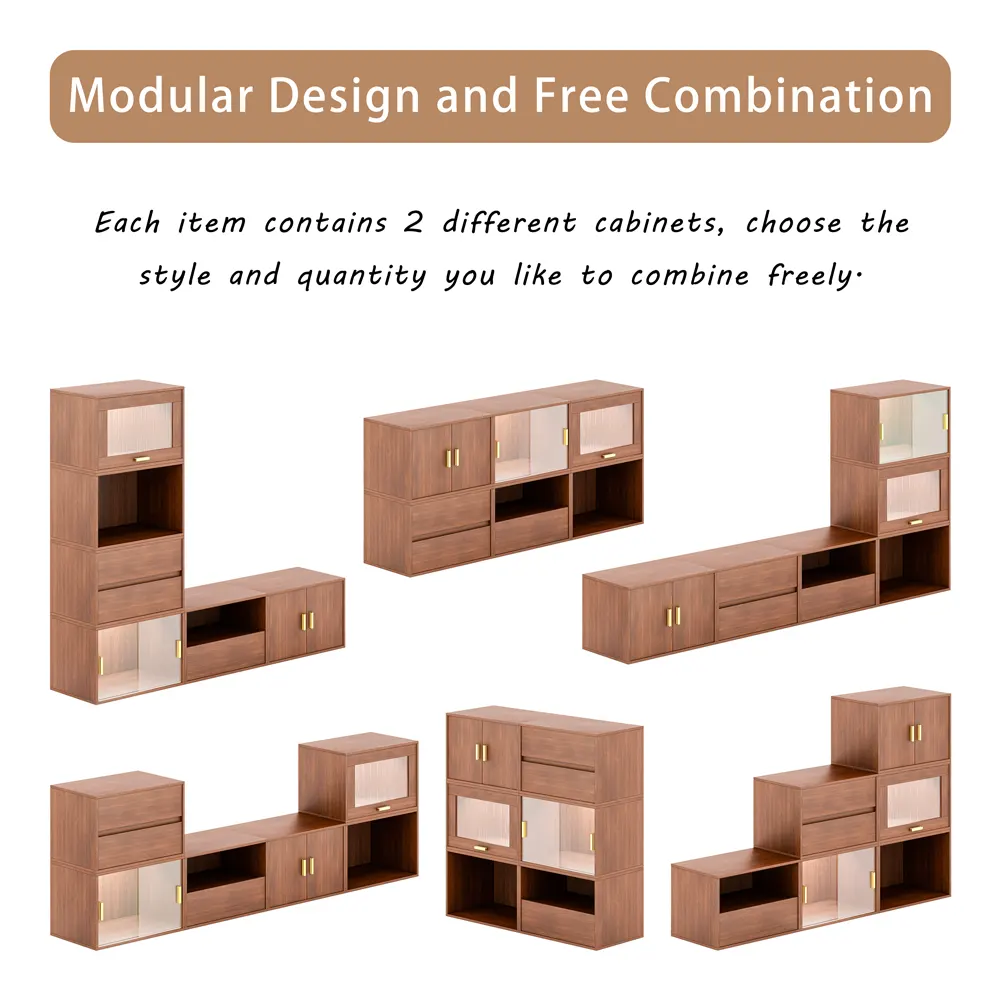 Modular Design and Free Combination
Each item contains 2 different cabinets, choose the
style and quantity you like to combine freely.